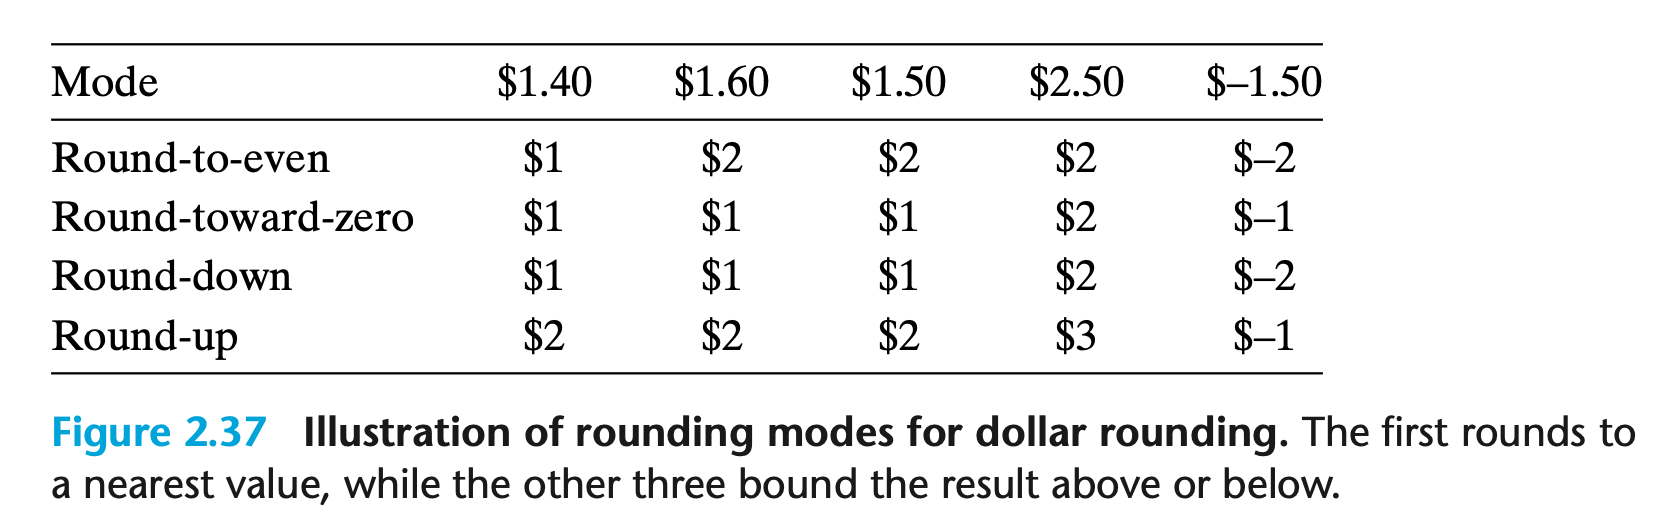 Mode $1.40 $1.60 $1.50 $2.50 $–1.50
Round-to-even $1 $2 $2 $2 $–2
Round-toward-zero $1 $1 $1 $2 $–1
Round-down $1 $1 $1 $2 $–2
Round-up $2 $2 $2 $3 $–1
Figure 2.37 Illustration of rounding modes for dollar rounding. The first rounds to
a nearest value, while the other three bound the result above or below.